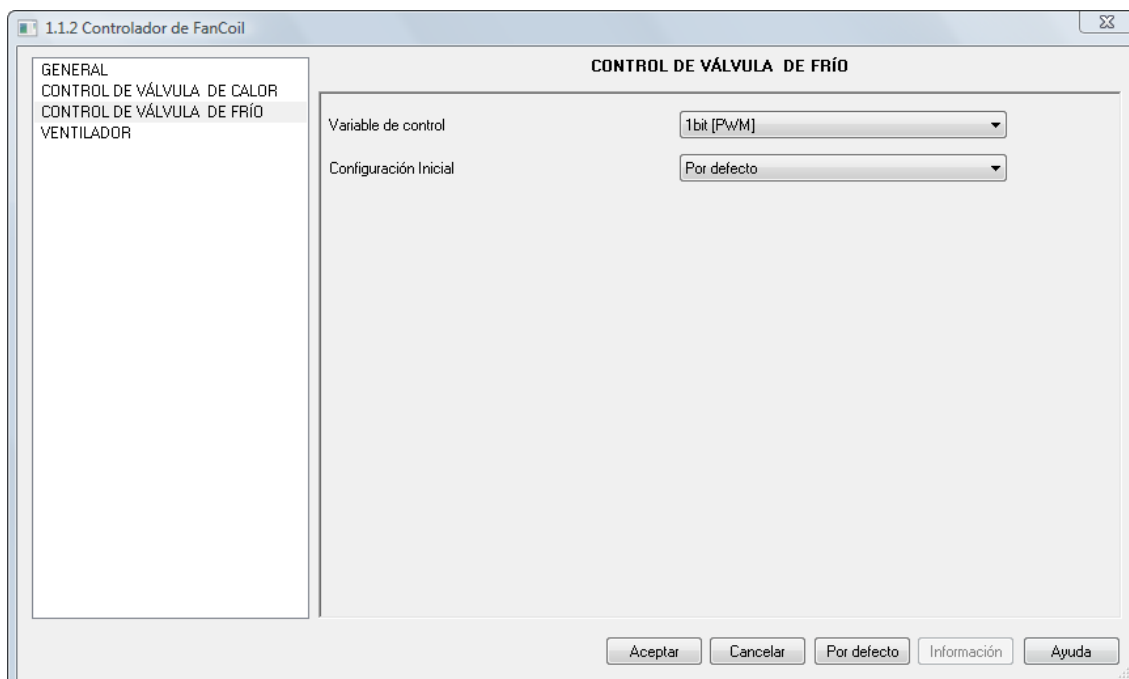 1.1.2 Controlador de FanCoil
GENERAL
CONTROL DE VÁLVULA DE CALOR
CONTROL DE VÁLVULA DE FRÍO
VENTILADOR
CONTROL DE VÁLVULA DE FRÍO
Variable de control
1bit [PWM]
Configuración Inicial
Por defecto
Aceptar
Cancelar
Por defecto
Información
Ayuda